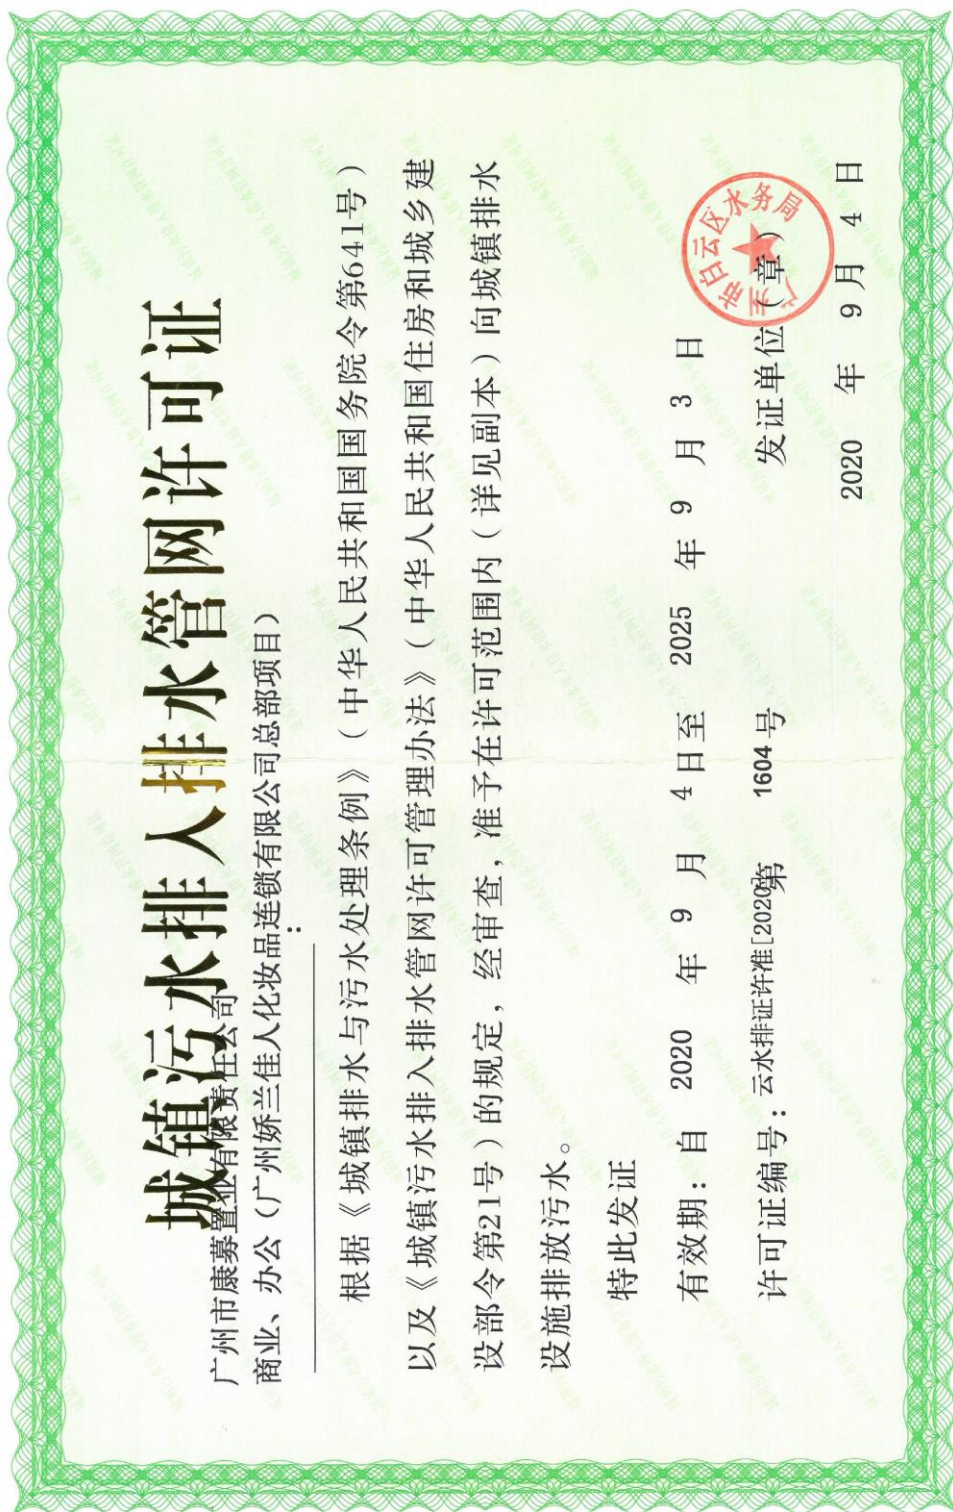 城镇污水排入排水管网许可证
广州市康募置业有限责任公司
商业、办公（广州娇兰佳人化妆品连锁有限公司总部项目）
：
根据《城镇排水与污水处理条例》（中华人民共和国国务院令第641号）
以及《城镇污水排入排水管网许可管理办法》（中华人民共和国住房和城乡建
设部令第21号）的规定，经审查，准予在许可范围内（详见副本）向城镇排水
设施排放污水。
特此发证
有效期：自 2020 年 9 月 4 日至 2025 年 9 月 3 日
许可证编号：云水排证许准[2020]第 1604 号
发证单位（章）
广州市白云区水务局
2020 年 9 月 4 日